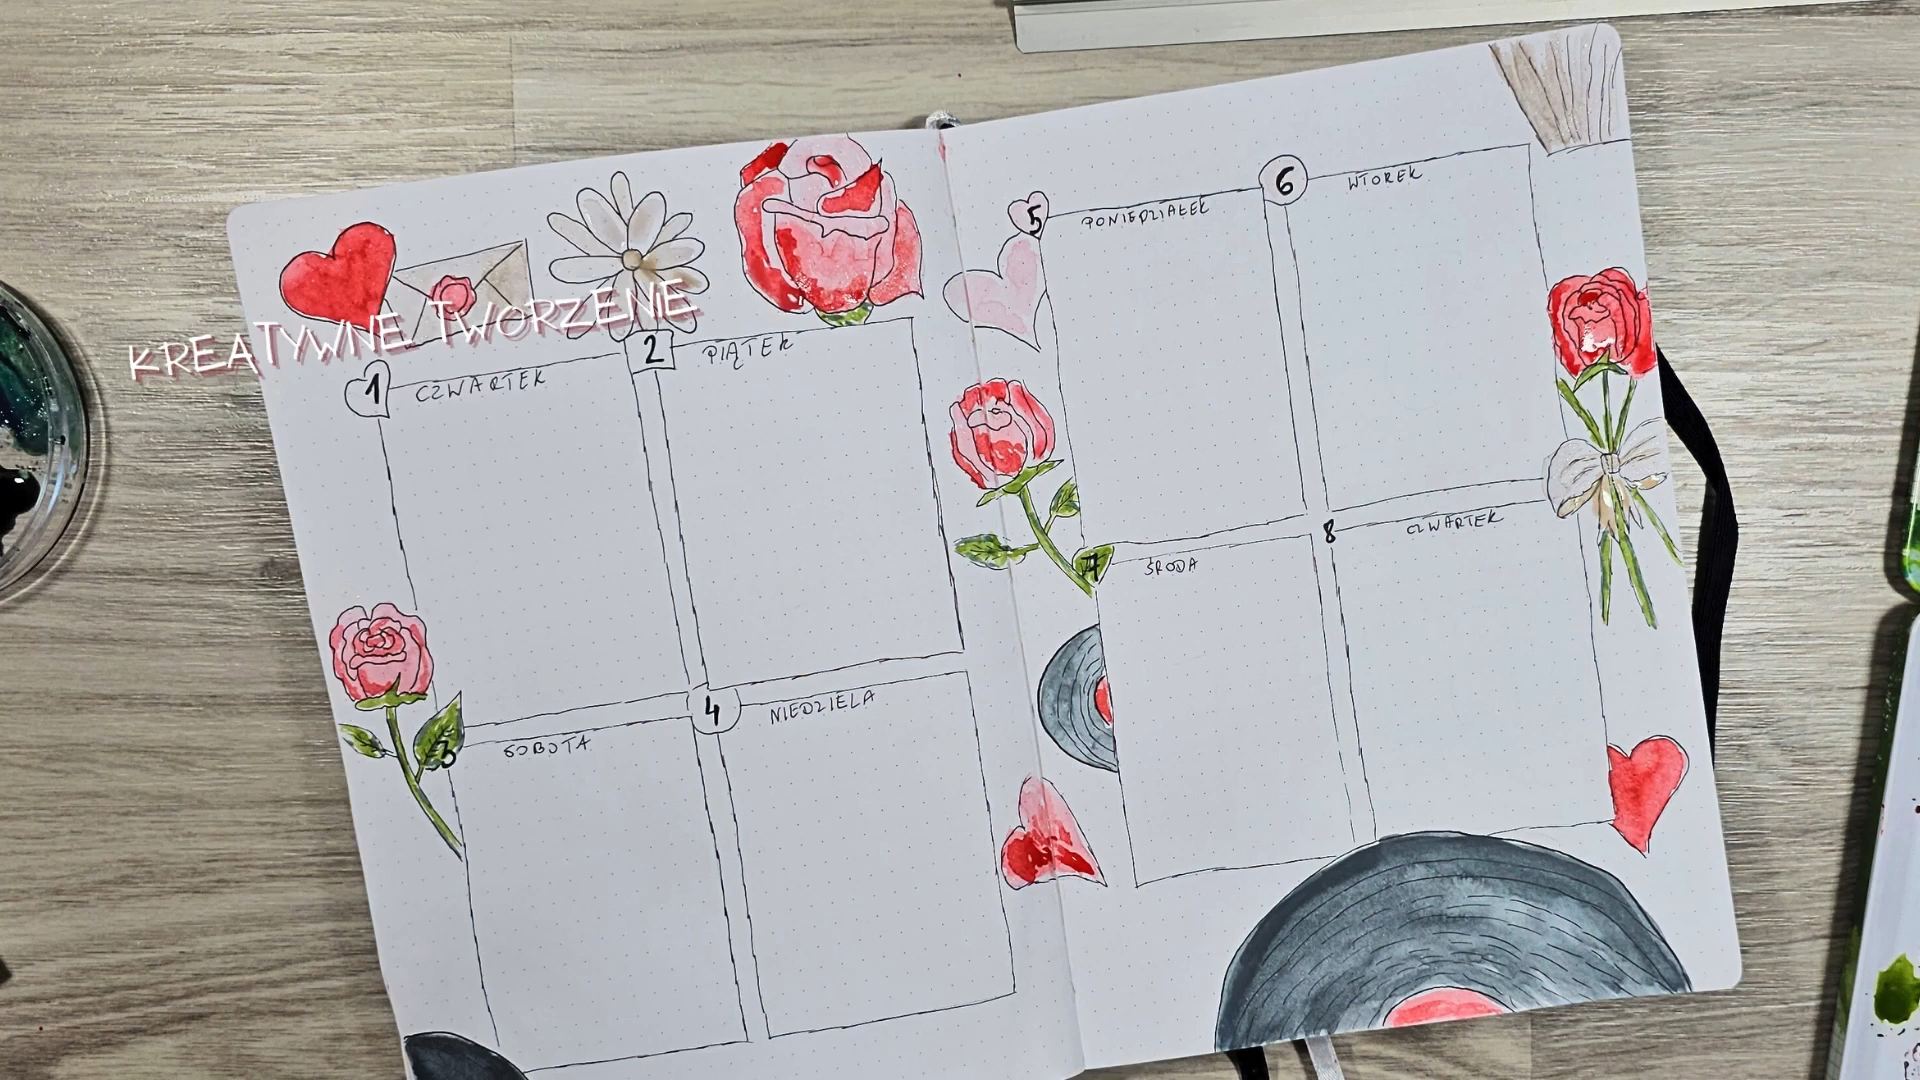 KREATYWNE TWORZENIE
1 CZWARTEK
2 PIĄTEK
3 SOBOTA
4 NIEDZIELA
5 PONIEDZIAŁEK
6 WTOREK
7 ŚRODA
8 CZWARTEK